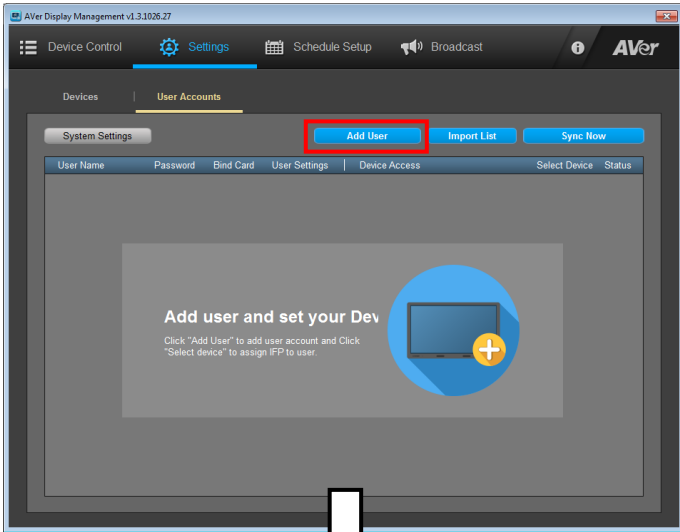 AVer Display Management v1.3.1026.27
Device Control Settings Schedule Setup Broadcast i AVer
Devices | User Accounts
System Settings Add User Import List Sync Now
User Name Password Bind Card User Settings | Device Access Select Device Status
Add user and set your Dev
Click "Add User" to add user account and Click
"Select device" to assign IFP to user.